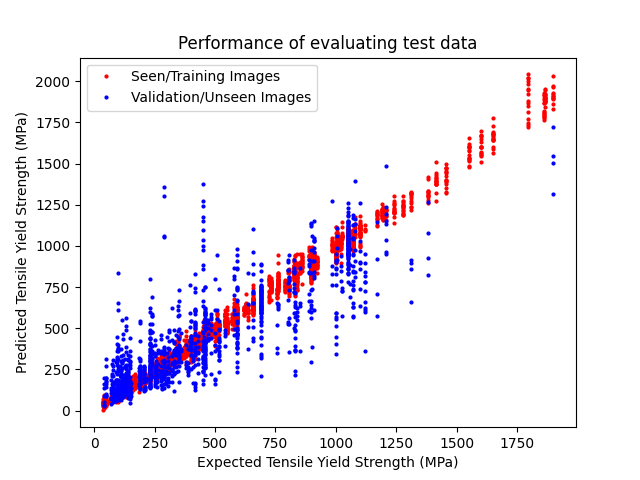 Performance of evaluating test data
Seen/Training Images
Validation/Unseen Images
Predicted Tensile Yield Strength (MPa)
2000
1750
1500
1250
1000
750
500
250
0
0 250 500 750 1000 1250 1500 1750
Expected Tensile Yield Strength (MPa)